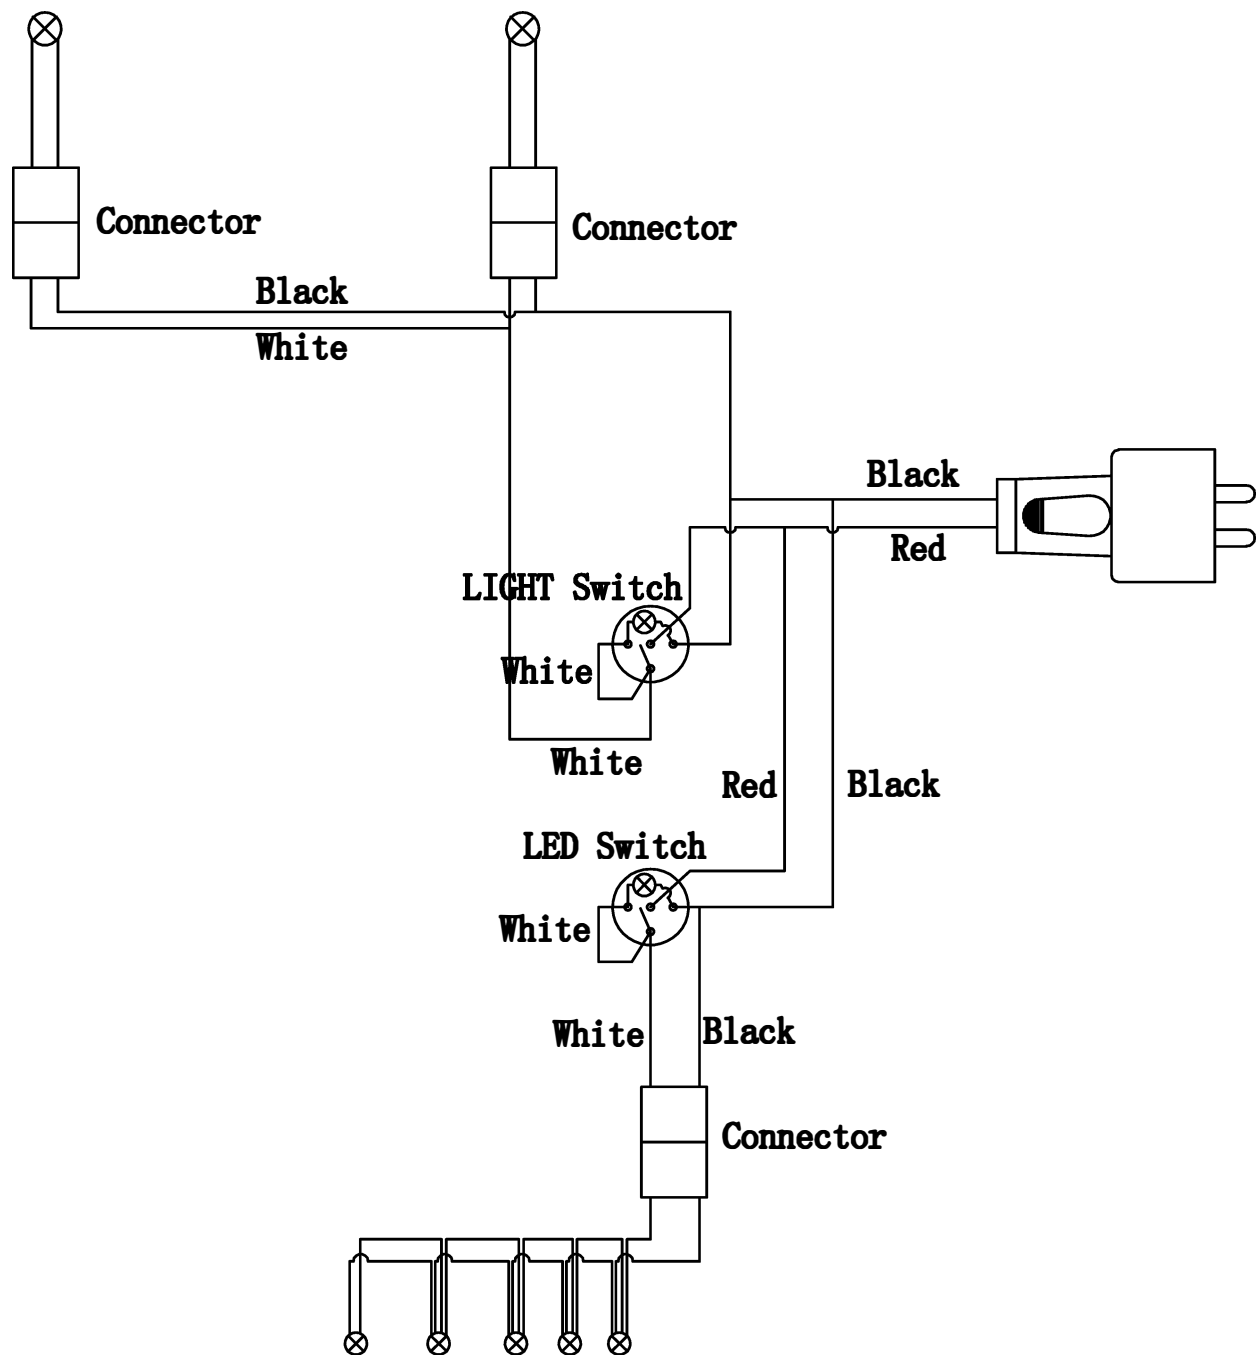 Connector
Connector
Black
White
Black
Red
LIGHT Switch
White
White
Red
Black
LED Switch
White
White
Black
Connector